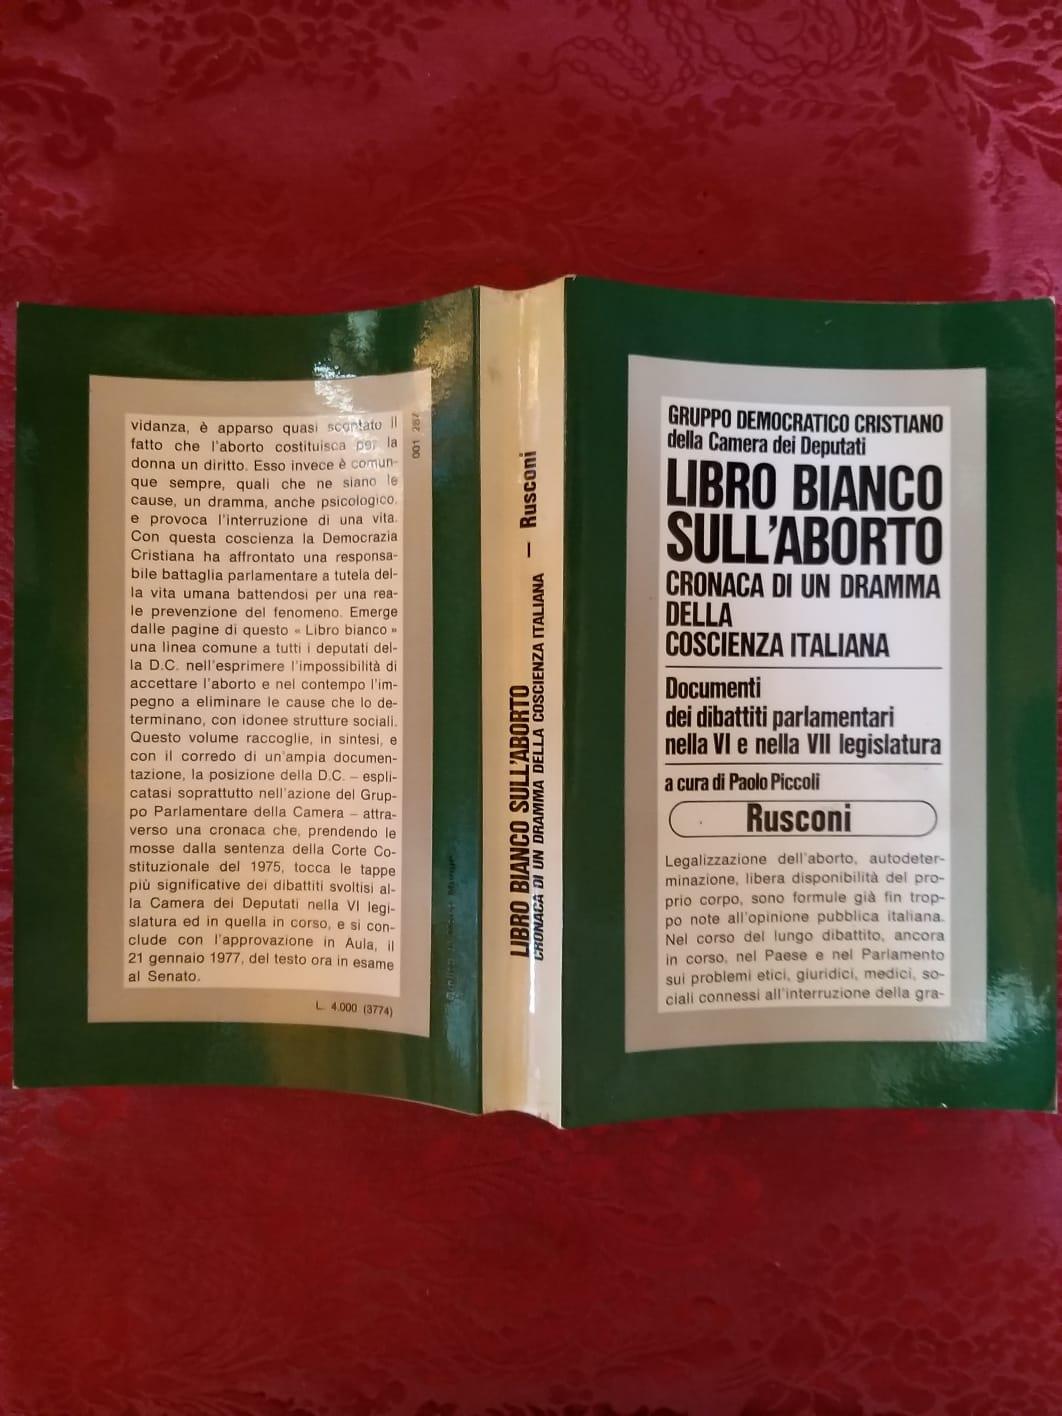 GRUPPO DEMOCRATICO CRISTIANO
della Camera dei Deputati
LIBRO BIANCO
SULL'ABORTO
CRONACA DI UN DRAMMA
DELLA
COSCIENZA ITALIANA
Documenti
dei dibattiti parlamentari
nella VI e nella VII legislatura
a cura di Paolo Piccoli
Rusconi
Legalizzazione dell'aborto, autodeter-
minazione, libera disponibilità del pro-
prio corpo, sono formule già fin trop-
po note all'opinione pubblica italiana.
Nel corso del lungo dibattito, ancora
in corso, nel Paese e nel Parlamento
sui problemi etici, giuridici, medici, so-
ciali connessi all'interruzione della gra-
vidanza, è apparso quasi scontato il
fatto che l'aborto costituisca per la
donna un diritto. Esso invece è comun-
que sempre, quali che ne siano le
cause, un dramma, anche psicologico,
e provoca l'interruzione di una vita.
Con questa coscienza la Democrazia
Cristiana ha affrontato una responsa-
bile battaglia parlamentare a tutela del-
la vita umana battendosi per una rea-
le prevenzione del fenomeno. Emerge
dalle pagine di questo « Libro bianco »
una linea comune a tutti i deputati del-
la D.C. nell'esprimere l'impossibilità di
accettare l'aborto e nel contempo l'im-
pegno a eliminare le cause che lo de-
terminano, con idonee strutture sociali.
Questo volume raccoglie, in sintesi, e
con il corredo di un'ampia documen-
tazione, la posizione della D.C. – espli-
catasi soprattutto nell'azione del Grup-
po Parlamentare della Camera – attra-
verso una cronaca che, prendendo le
mosse dalla sentenza della Corte Co-
stituzionale del 1975, tocca le tappe
più significative dei dibattiti svoltisi al-
la Camera dei Deputati nella VI legi-
slatura ed in quella in corso, e si con-
clude con l'approvazione in Aula, il
21 gennaio 1977, del testo ora in esame
al Senato.
L. 4.000 (3774)
001 287
LIBRO BIANCO SULL'ABORTO
CRONACA DI UN DRAMMA DELLA COSCIENZA ITALIANA — Rusconi